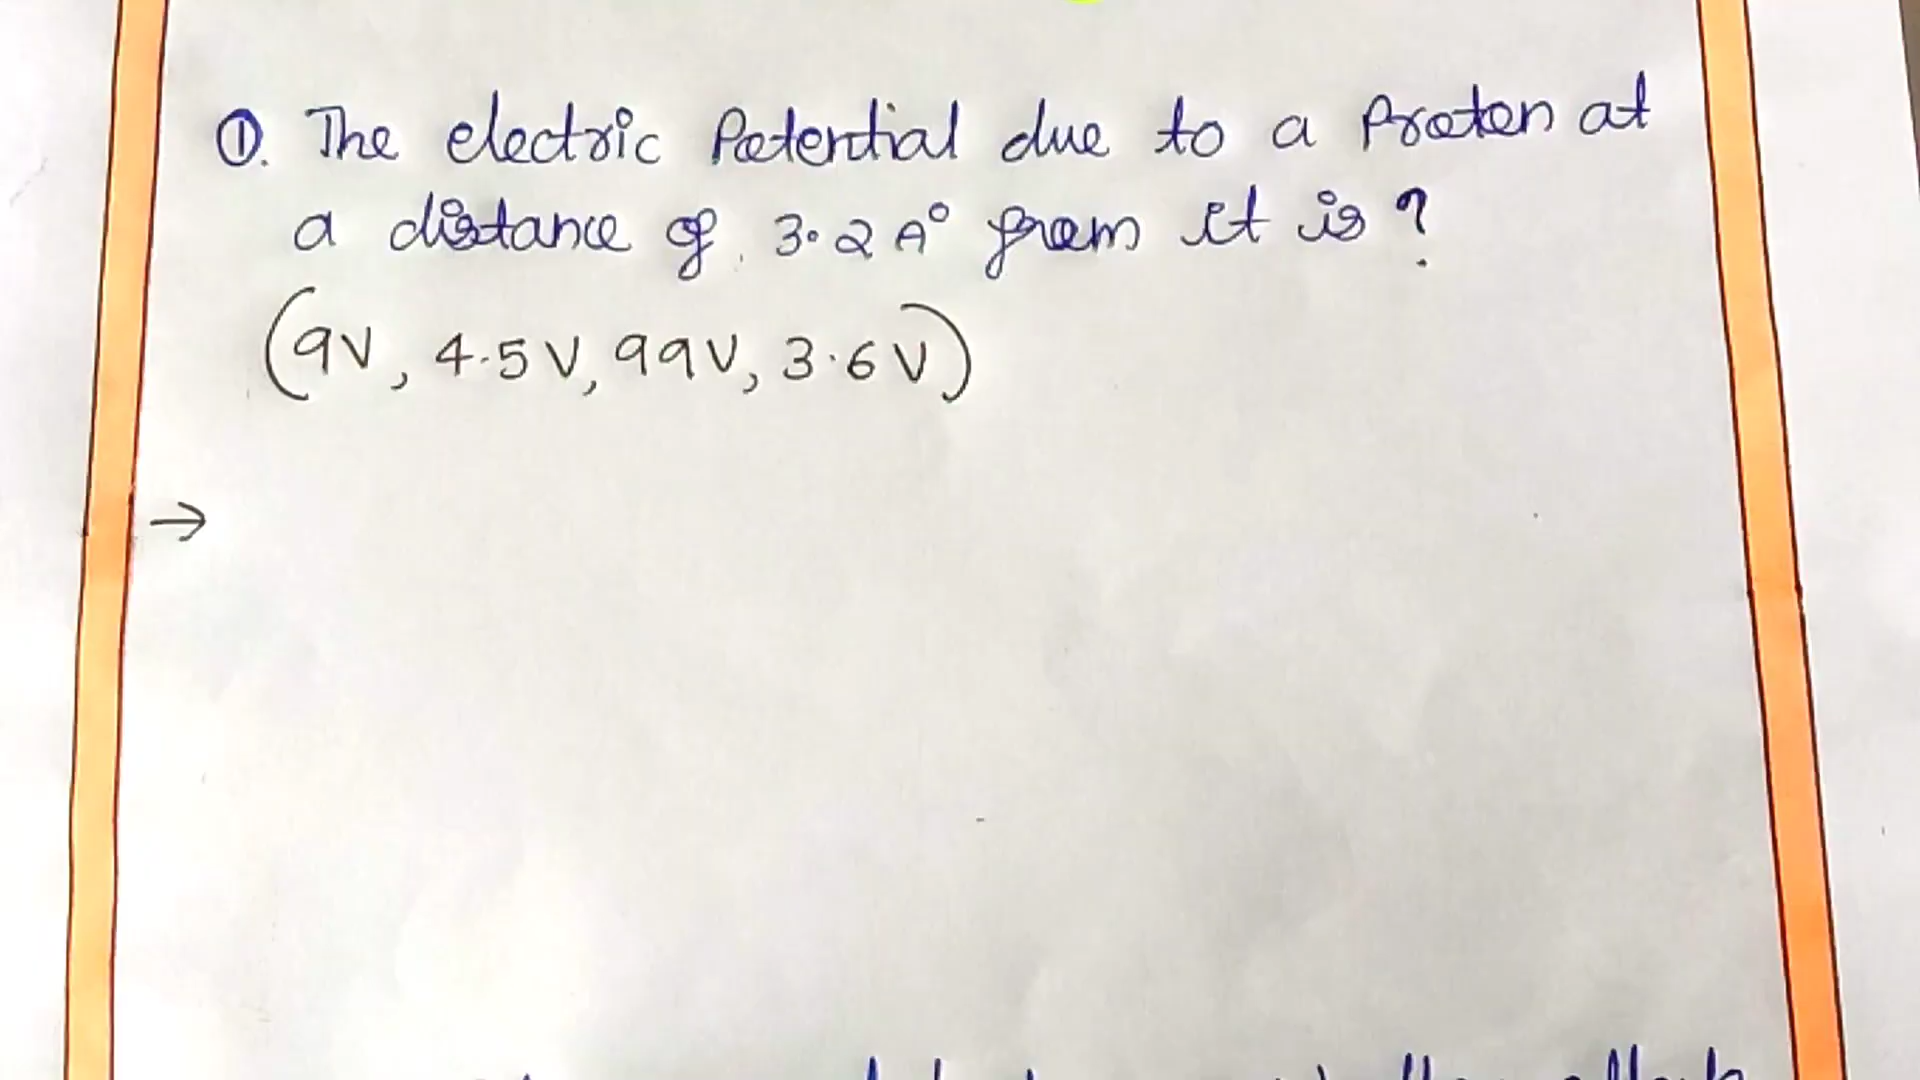 ①. The electric Potential due to a Proton at
a distance of 3.2 A° from it is?
(9V, 4.5V, 99V, 3.6V)
→